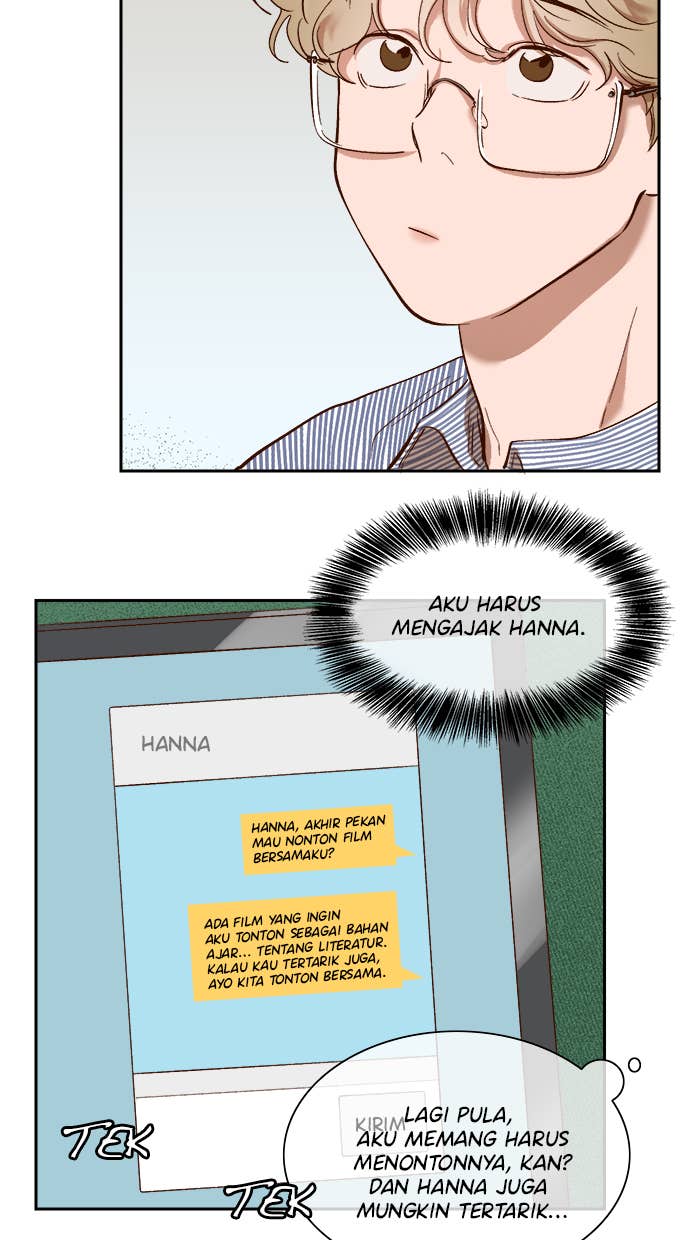 AKU HARUS
MENGAJAK HANNA.
HANNA
HANNA, AKHIR PEKAN
MAU NONTON FILM
BERSAMAKU?
ADA FILM YANG INGIN
AKU TONTON SEBAGAI BAHAN
AJAR... TENTANG LITERATUR.
KALAU KAU TERTARIK JUGA,
AYO KITA TONTON BERSAMA.
KIRIM
TEK
TEK
LAGI PULA,
AKU MEMANG HARUS
MENONTONNYA, KAN?
DAN HANNA JUGA
MUNGKIN TERTARIK...